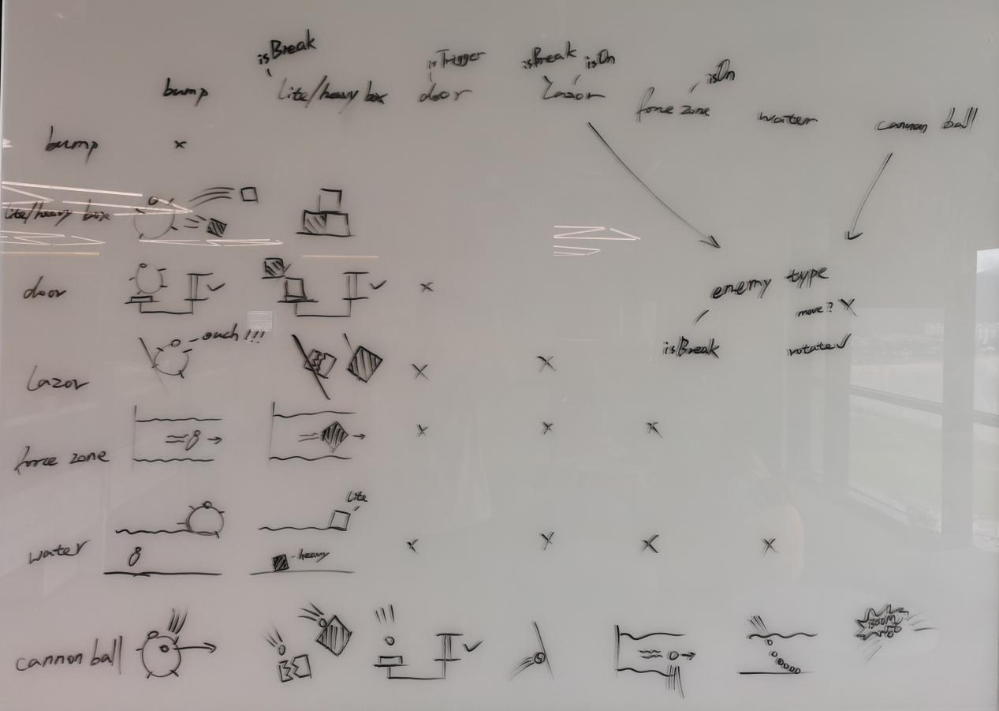 isBreak
isTrigger
isBreak isOn
isOn
bump lite/heavy box door lazor force zone water cannon ball
bump x
lite/heavy box
door ✓ ✓ ✓ x
enemy type
move? x
isBreak rotate ✓
ouch!!!
lazor x x
force zone x x x
lite
water x x x x
heavy
cannon ball ✓ BOOM